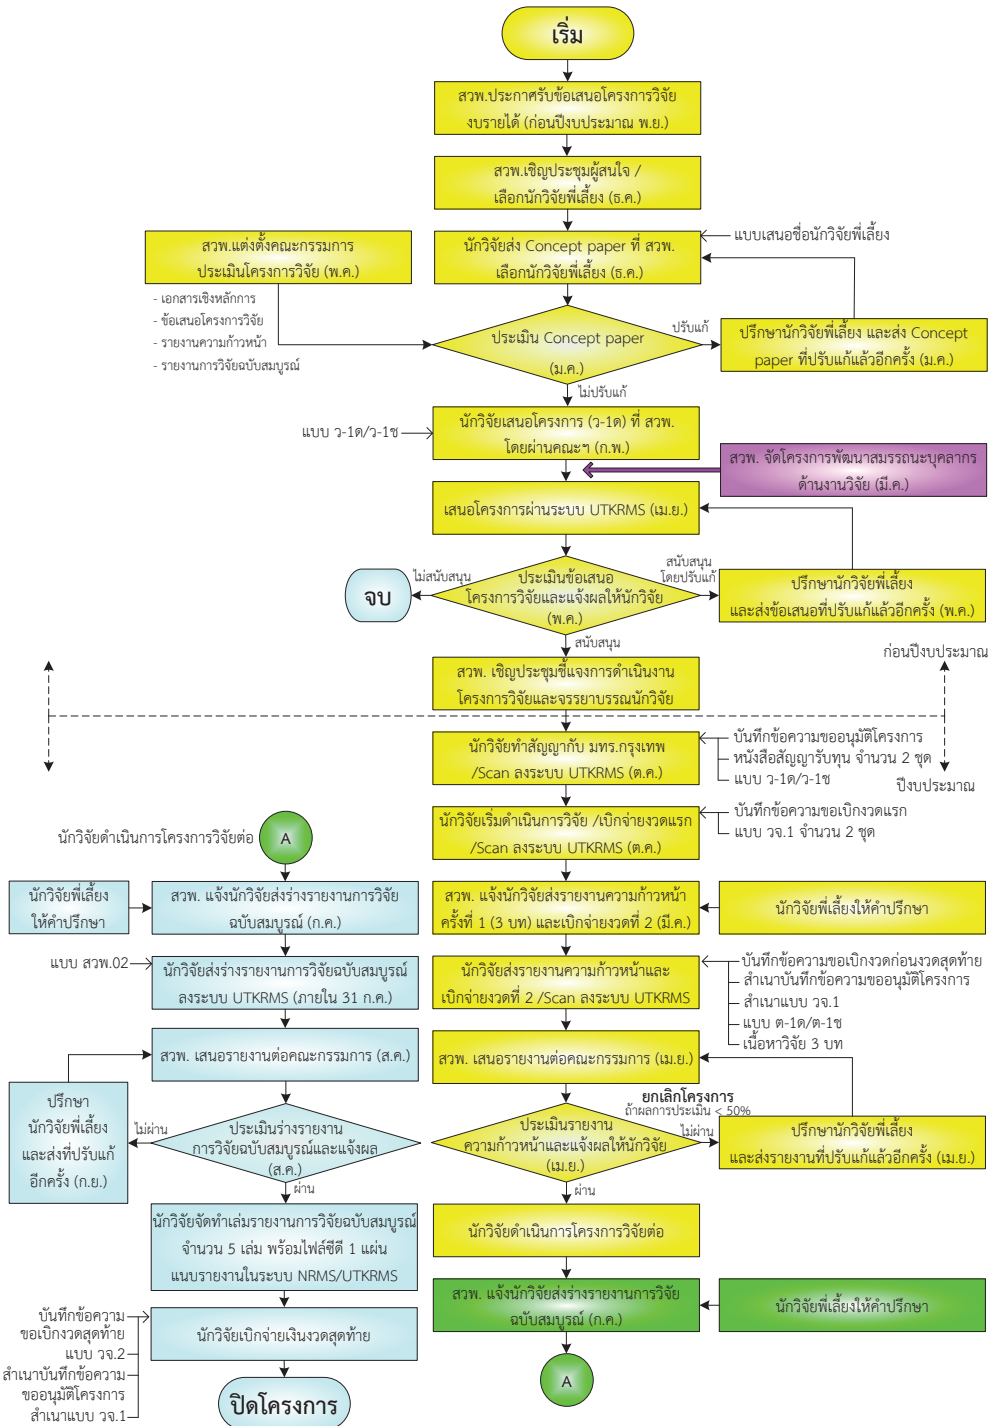 เริ่ม
สวพ.ประกาศรับข้อเสนอโครงการวิจัย
งบรายได้ (ก่อนปีงบประมาณ พ.ย.)
สวพ.เชิญประชุมผู้สนใจ /
เลือกนักวิจัยพี่เลี้ยง (ธ.ค.)
นักวิจัยส่ง Concept paper ที่ สวพ.
เลือกนักวิจัยพี่เลี้ยง (ธ.ค.)
แบบเสนอชื่อนักวิจัยพี่เลี้ยง
สวพ.แต่งตั้งคณะกรรมการ
ประเมินโครงการวิจัย (พ.ค.)
- เอกสารเชิงหลักการ
- ข้อเสนอโครงการวิจัย
- รายงานความก้าวหน้า
- รายงานการวิจัยฉบับสมบูรณ์
ประเมิน Concept paper
(ม.ค.)
ปรับแก้
ปรึกษานักวิจัยพี่เลี้ยง และส่ง Concept
paper ที่ปรับแก้แล้วอีกครั้ง (ม.ค.)
ไม่ปรับแก้
แบบ ว-1ด/ว-1ช
นักวิจัยเสนอโครงการ (ว-1ด) ที่ สวพ.
โดยผ่านคณะฯ (ก.พ.)
สวพ. จัดโครงการพัฒนาสมรรถนะบุคลากร
ด้านงานวิจัย (มี.ค.)
เสนอโครงการผ่านระบบ UTKRMS (เม.ย.)
ไม่สนับสนุน
จบ
ประเมินข้อเสนอ
โครงการวิจัยและแจ้งผลให้นักวิจัย
(พ.ค.)
สนับสนุน
โดยปรับแก้
ปรึกษานักวิจัยพี่เลี้ยง
และส่งข้อเสนอที่ปรับแก้แล้วอีกครั้ง (พ.ค.)
สนับสนุน
สวพ. เชิญประชุมชี้แจงการดำเนินงาน
โครงการวิจัยและจรรยาบรรณนักวิจัย
ก่อนปีงบประมาณ
ปีงบประมาณ
นักวิจัยทำสัญญากับ มทร.กรุงเทพ
/Scan ลงระบบ UTKRMS (ต.ค.)
บันทึกข้อความขออนุมัติโครงการ
หนังสือสัญญารับทุน จำนวน 2 ชุด
แบบ ว-1ด/ว-1ช
นักวิจัยเริ่มดำเนินการวิจัย /เบิกจ่ายงวดแรก
/Scan ลงระบบ UTKRMS (ต.ค.)
บันทึกข้อความขอเบิกงวดแรก
แบบ วจ.1 จำนวน 2 ชุด
สวพ. แจ้งนักวิจัยส่งรายงานความก้าวหน้า
ครั้งที่ 1 (3 บท) และเบิกจ่ายงวดที่ 2 (มี.ค.)
นักวิจัยพี่เลี้ยงให้คำปรึกษา
นักวิจัยส่งรายงานความก้าวหน้าและ
เบิกจ่ายงวดที่ 2 /Scan ลงระบบ UTKRMS
บันทึกข้อความขอเบิกงวดก่อนงวดสุดท้าย
สำเนาบันทึกข้อความขออนุมัติโครงการ
สำเนาแบบ วจ.1
แบบ ต-1ด/ต-1ช
เนื้อหาวิจัย 3 บท
สวพ. เสนอรายงานต่อคณะกรรมการ (เม.ย.)
ยกเลิกโครงการ
ถ้าผลการประเมิน < 50%
ประเมินรายงาน
ความก้าวหน้าและแจ้งผลให้นักวิจัย
(เม.ย.)
ไม่ผ่าน
ปรึกษานักวิจัยพี่เลี้ยง
และส่งรายงานที่ปรับแก้แล้วอีกครั้ง (เม.ย.)
ผ่าน
นักวิจัยดำเนินการโครงการวิจัยต่อ
สวพ. แจ้งนักวิจัยส่งร่างรายงานการวิจัย
ฉบับสมบูรณ์ (ก.ค.)
นักวิจัยพี่เลี้ยงให้คำปรึกษา
A
นักวิจัยดำเนินการโครงการวิจัยต่อ
A
นักวิจัยพี่เลี้ยง
ให้คำปรึกษา
สวพ. แจ้งนักวิจัยส่งร่างรายงานการวิจัย
ฉบับสมบูรณ์ (ก.ค.)
แบบ สวพ.02
นักวิจัยส่งร่างรายงานการวิจัยฉบับสมบูรณ์
ลงระบบ UTKRMS (ภายใน 31 ก.ค.)
สวพ. เสนอรายงานต่อคณะกรรมการ (ส.ค.)
ปรึกษา
นักวิจัยพี่เลี้ยง
และส่งที่ปรับแก้
อีกครั้ง (ก.ย.)
ไม่ผ่าน
ประเมินร่างรายงาน
การวิจัยฉบับสมบูรณ์และแจ้งผล
(ส.ค.)
ผ่าน
นักวิจัยจัดทำเล่มรายงานการวิจัยฉบับสมบูรณ์
จำนวน 5 เล่ม พร้อมไฟล์ซีดี 1 แผ่น
แนบรายงานในระบบ NRMS/UTKRMS
บันทึกข้อความ
ขอเบิกงวดสุดท้าย
แบบ วจ.2
สำเนาบันทึกข้อความ
ขออนุมัติโครงการ
สำเนาแบบ วจ.1
นักวิจัยเบิกจ่ายเงินงวดสุดท้าย
ปิดโครงการ